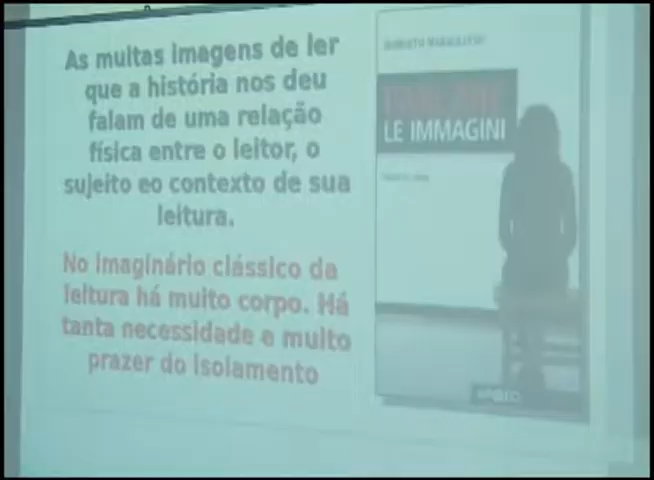 As muitas imagens de ler
que a história nos deu
falam de uma relação
física entre o leitor, o
sujeito eo contexto de sua
leitura.
No imaginário clássico da
leitura há muito corpo. Há
tanta necessidade e muito
prazer do isolamento
LE IMMAGINI